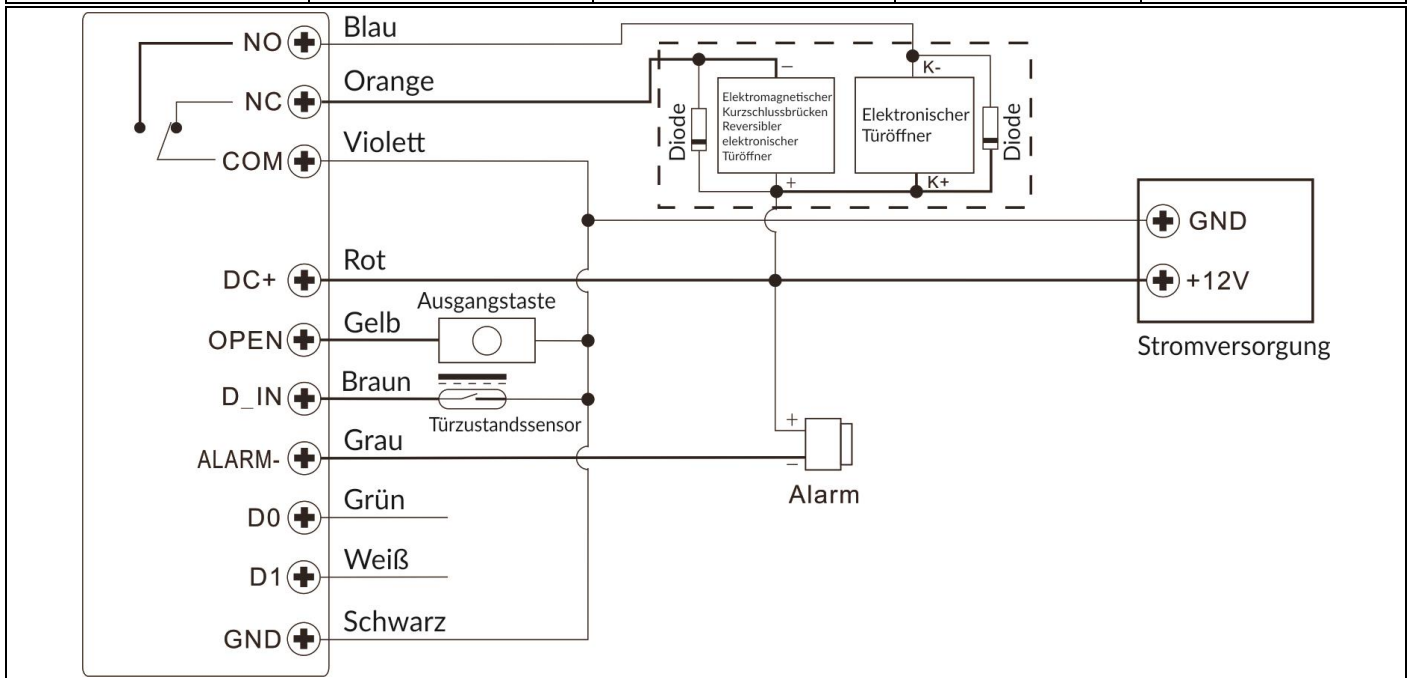 NO
Blau
NC
Orange
COM
Violett
DC+
Rot
OPEN
Gelb
Ausgangstaste
D_IN
Braun
Türzustandssensor
ALARM-
Grau
D0
Grün
D1
Weiß
GND
Schwarz
Diode
–
Elektromagnetischer
Kurzschlussbrücken
Reversibler
elektronischer
Türöffner
+
K-
Elektronischer
Türöffner
K+
Diode
GND
+12V
Stromversorgung
+
–
Alarm